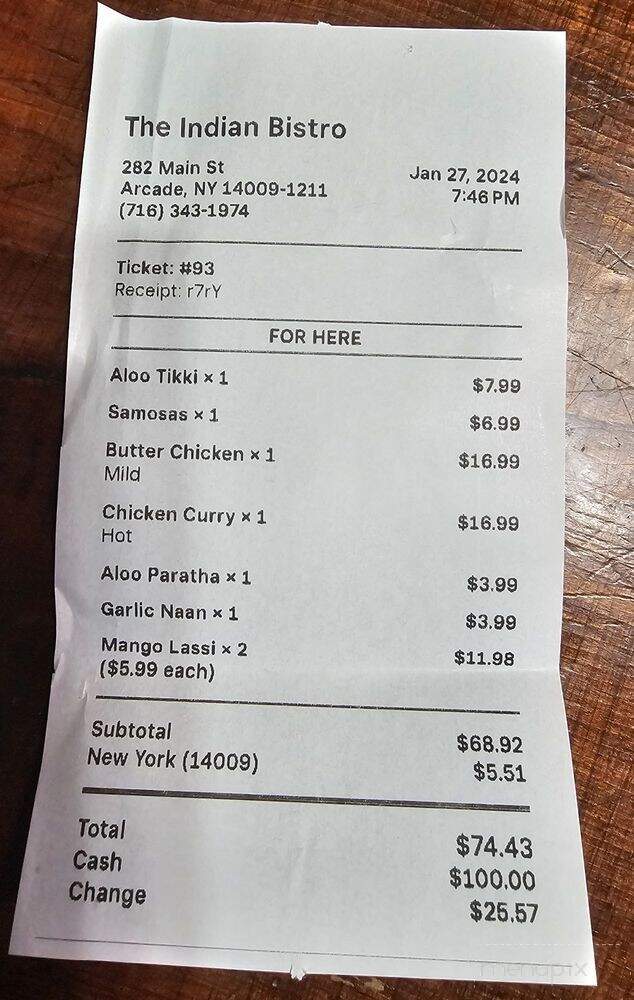 The Indian Bistro
282 Main St
Arcade, NY 14009-1211
(716) 343-1974
Jan 27, 2024
7:46 PM
Ticket: #93
Receipt: r7rY
FOR HERE
Aloo Tikki × 1 $7.99
Samosas × 1 $6.99
Butter Chicken × 1 $16.99
Mild
Chicken Curry × 1 $16.99
Hot
Aloo Paratha × 1 $3.99
Garlic Naan × 1 $3.99
Mango Lassi × 2 $11.98
($5.99 each)
Subtotal $68.92
New York (14009) $5.51
Total $74.43
Cash $100.00
Change $25.57
menupix